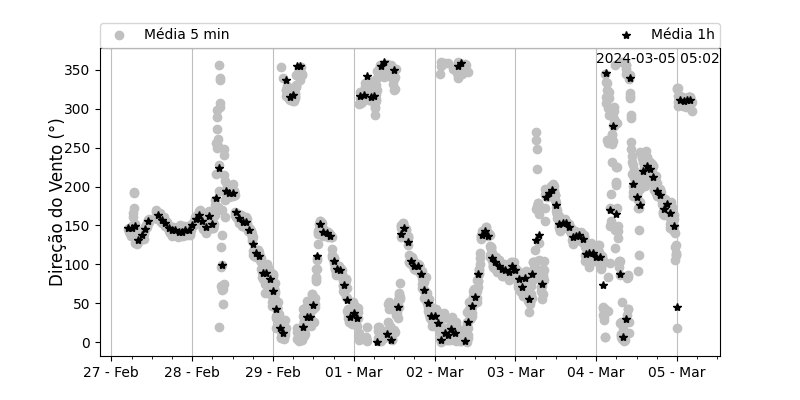 Média 5 min
Média 1h
2024-03-05 05:02
Direção do Vento (°)
350
300
250
200
150
100
50
0
27 - Feb
28 - Feb
29 - Feb
01 - Mar
02 - Mar
03 - Mar
04 - Mar
05 - Mar